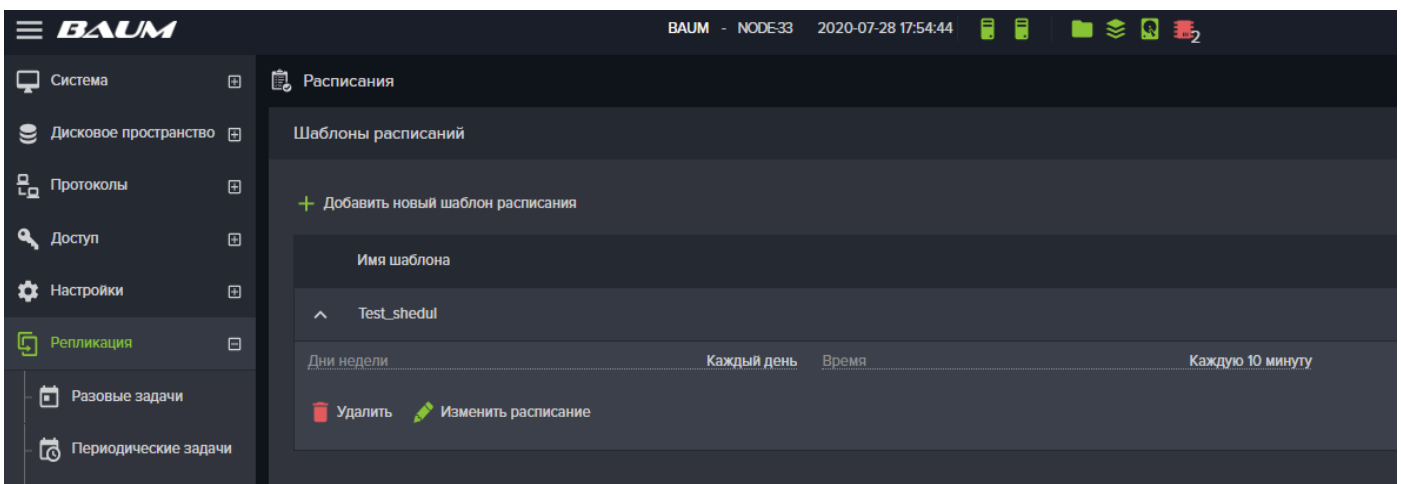 BAUM
BAUM - NODE-33 2020-07-28 17:54:44 2
Система
Расписания
Дисковое пространство
Шаблоны расписаний
Протоколы
Добавить новый шаблон расписания
Доступ
Имя шаблона
Настройки
Test_shedul
Репликация
Дни недели Каждый день Время Каждую 10 минуту
Разовые задачи
Удалить Изменить расписание
Периодические задачи